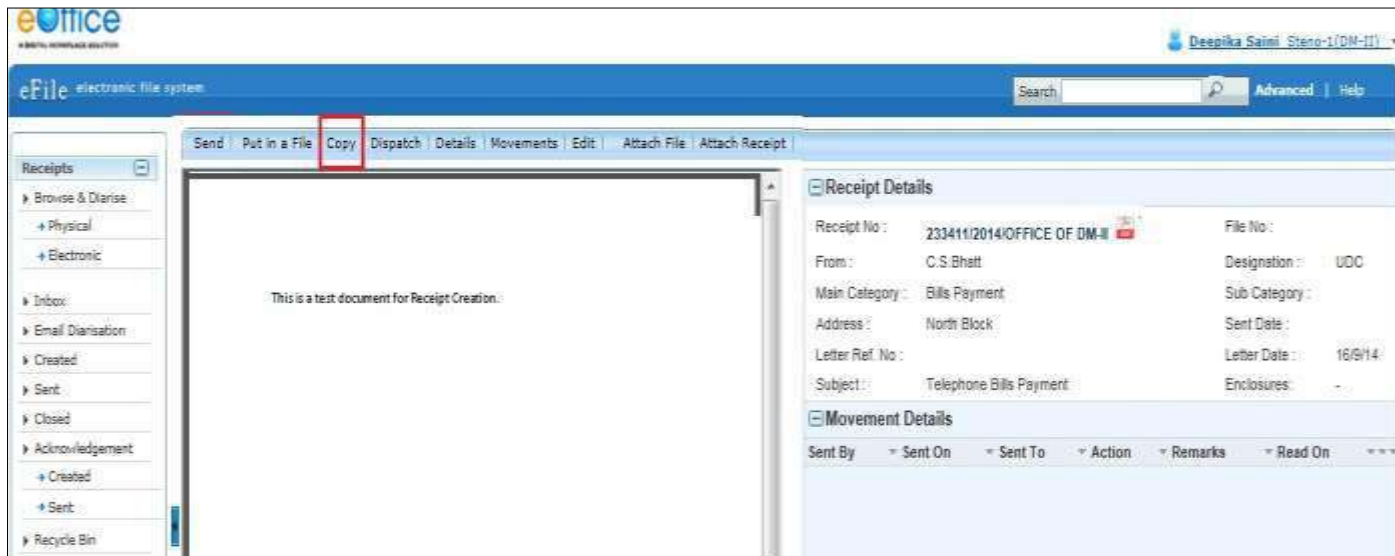 eOffice
A DIGITAL WORKPLACE SOLUTION
Deepika Saini Steno-1(DM-II)
eFile electronic file system
Search
Advanced | Help
Send | Put in a File | Copy | Dispatch | Details | Movements | Edit | Attach File | Attach Receipt |
Receipts
Browse & Diarise
Physical
Electronic
Inbox
Email Diarisation
Created
Sent
Closed
Acknowledgement
Created
Sent
Recycle Bin
This is a test document for Receipt Creation.
Receipt Details
Receipt No : 233411/2014/OFFICE OF DM-II File No :
From : C.S.Bhatt Designation : UDC
Main Category : Bills Payment Sub Category :
Address : North Block Sent Date :
Letter Ref. No : Letter Date : 16/9/14
Subject : Telephone Bills Payment Enclosures: -
Movement Details
Sent By Sent On Sent To Action Remarks Read On